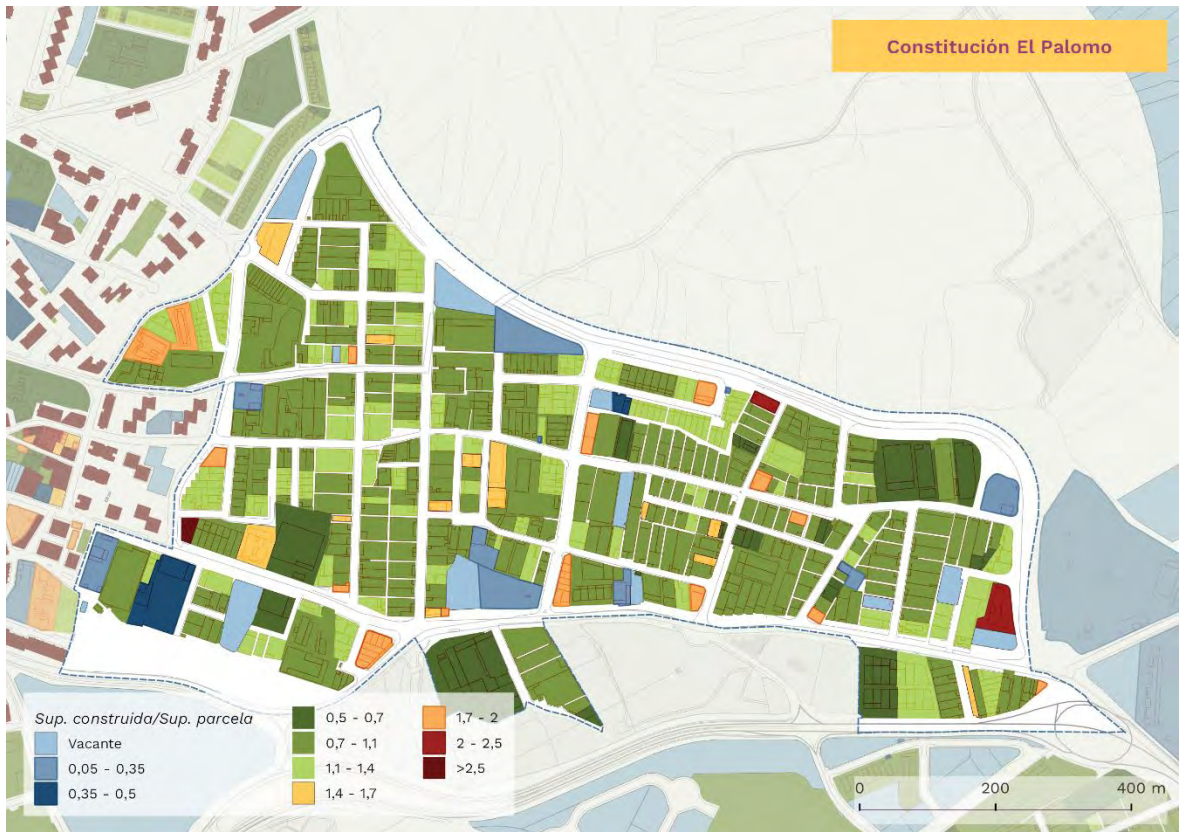 Constitución El Palomo
Sup. construida/Sup. parcela
Vacante
0,05 - 0,35
0,35 - 0,5
0,5 - 0,7
0,7 - 1,1
1,1 - 1,4
1,4 - 1,7
1,7 - 2
2 - 2,5
>2,5
0 200 400 m